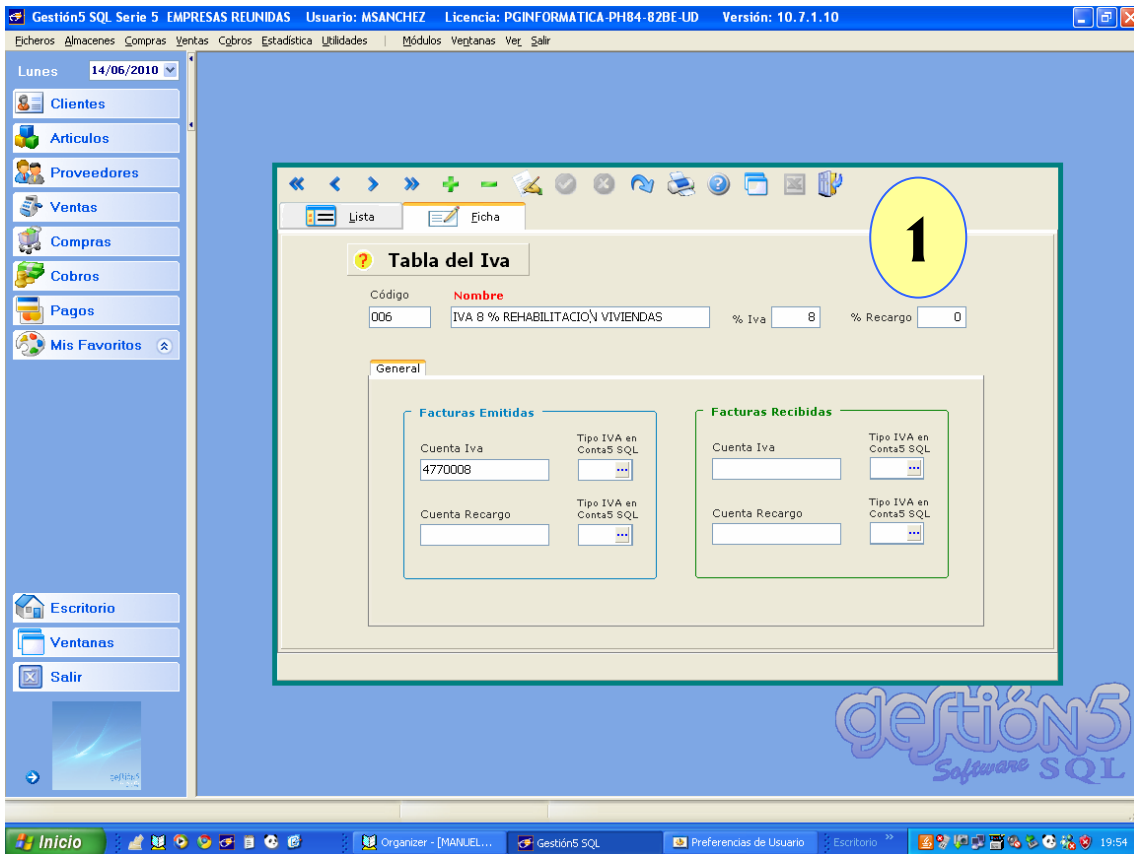 Gestión5 SQL Serie 5 EMPRESAS REUNIDAS Usuario: MSANCHEZ Licencia: PGINFORMATICA-PH84-82BE-UD Versión: 10.7.1.10
Ficheros Almacenes Compras Ventas Cobros Estadística Utilidades | Módulos Ventanas Ver Salir
Lunes 14/06/2010
Clientes
Articulos
Proveedores
Ventas
Compras
Cobros
Pagos
Mis Favoritos
Lista Ficha
1
Tabla del Iva
Código Nombre
006 IVA 8 % REHABILITACION VIVIENDAS % Iva 8 % Recargo 0
General
Facturas Emitidas Facturas Recibidas
Cuenta Iva Tipo IVA en Conta5 SQL Cuenta Iva Tipo IVA en Conta5 SQL
4770008
Cuenta Recargo Tipo IVA en Conta5 SQL Cuenta Recargo Tipo IVA en Conta5 SQL
Escritorio
Ventanas
Salir
gestión5
Software SQL
Inicio Organizer - [MANUEL... Gestión5 SQL Preferencias de Usuario Escritorio » 19:54